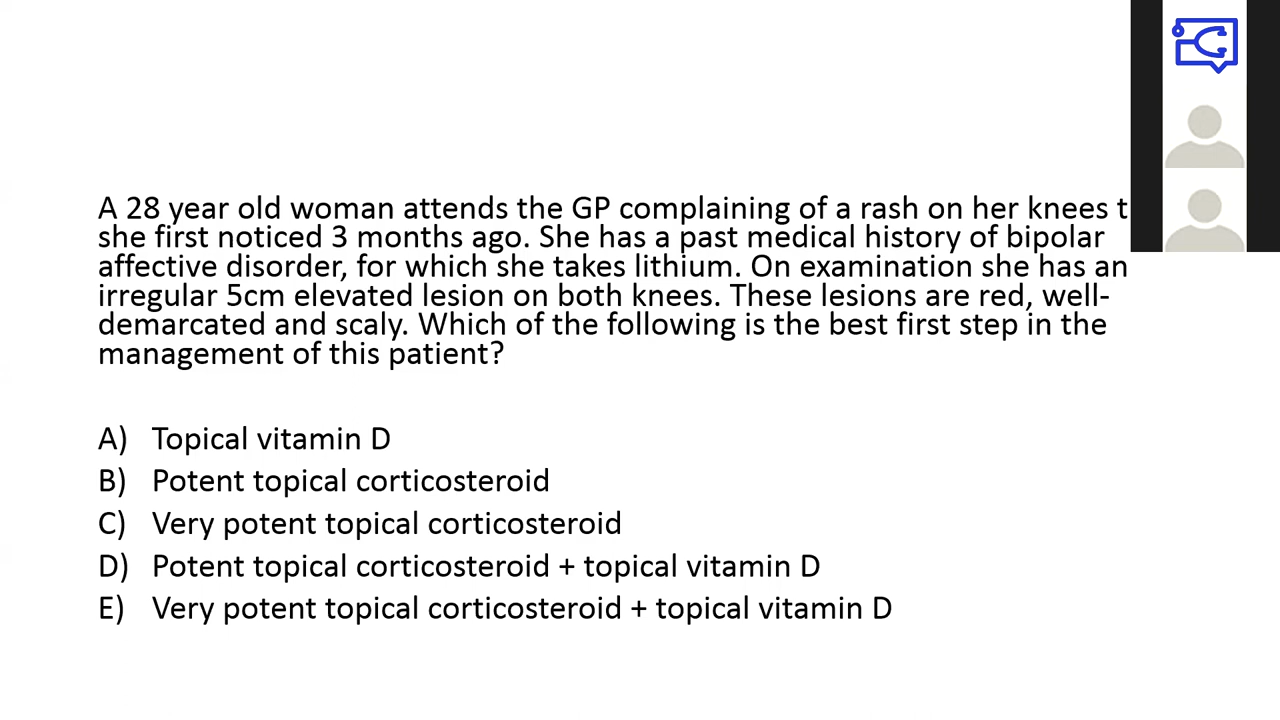 A 28 year old woman attends the GP complaining of a rash on her knees
she first noticed 3 months ago. She has a past medical history of bipolar
affective disorder, for which she takes lithium. On examination she has an
irregular 5cm elevated lesion on both knees. These lesions are red, well-
demarcated and scaly. Which of the following is the best first step in the
management of this patient?
A) Topical vitamin D
B) Potent topical corticosteroid
C) Very potent topical corticosteroid
D) Potent topical corticosteroid + topical vitamin D
E) Very potent topical corticosteroid + topical vitamin D